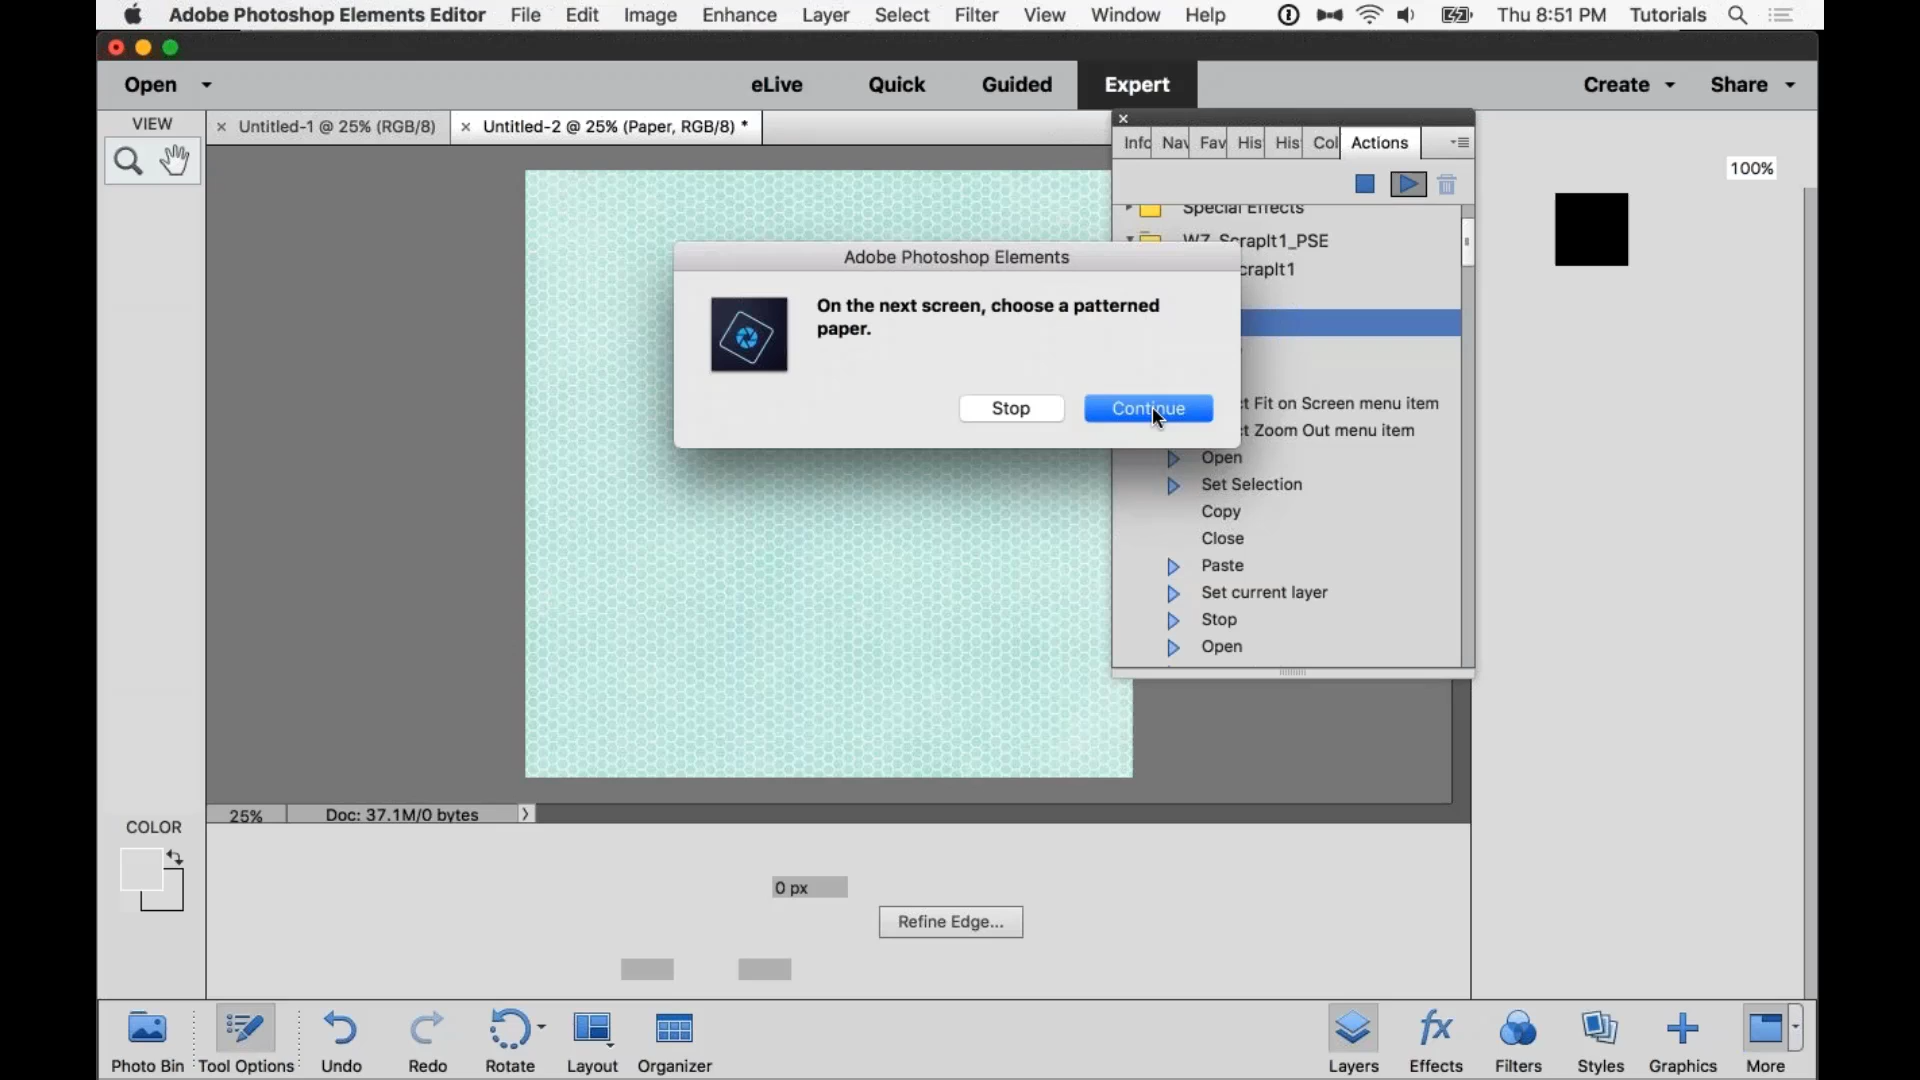 Adobe Photoshop Elements Editor File Edit Image Enhance Layer Select Filter View Window Help Thu 8:51 PM Tutorials
Open eLive Quick Guided Expert Create Share
VIEW
× Untitled-1 @ 25% (RGB/8) × Untitled-2 @ 25% (Paper, RGB/8) *
Info Nav Fav His His Col Actions
100%
Special Effects
WZ_ScrapIt1_PSE
ScrapIt1
Adobe Photoshop Elements
On the next screen, choose a patterned
paper.
Stop Continue
ct Fit on Screen menu item
ct Zoom Out menu item
Open
Set Selection
Copy
Close
Paste
Set current layer
Stop
Open
25% Doc: 37.1M/0 bytes
COLOR
0 px
Refine Edge...
Photo Bin Tool Options Undo Redo Rotate Layout Organizer Layers Effects Filters Styles Graphics More